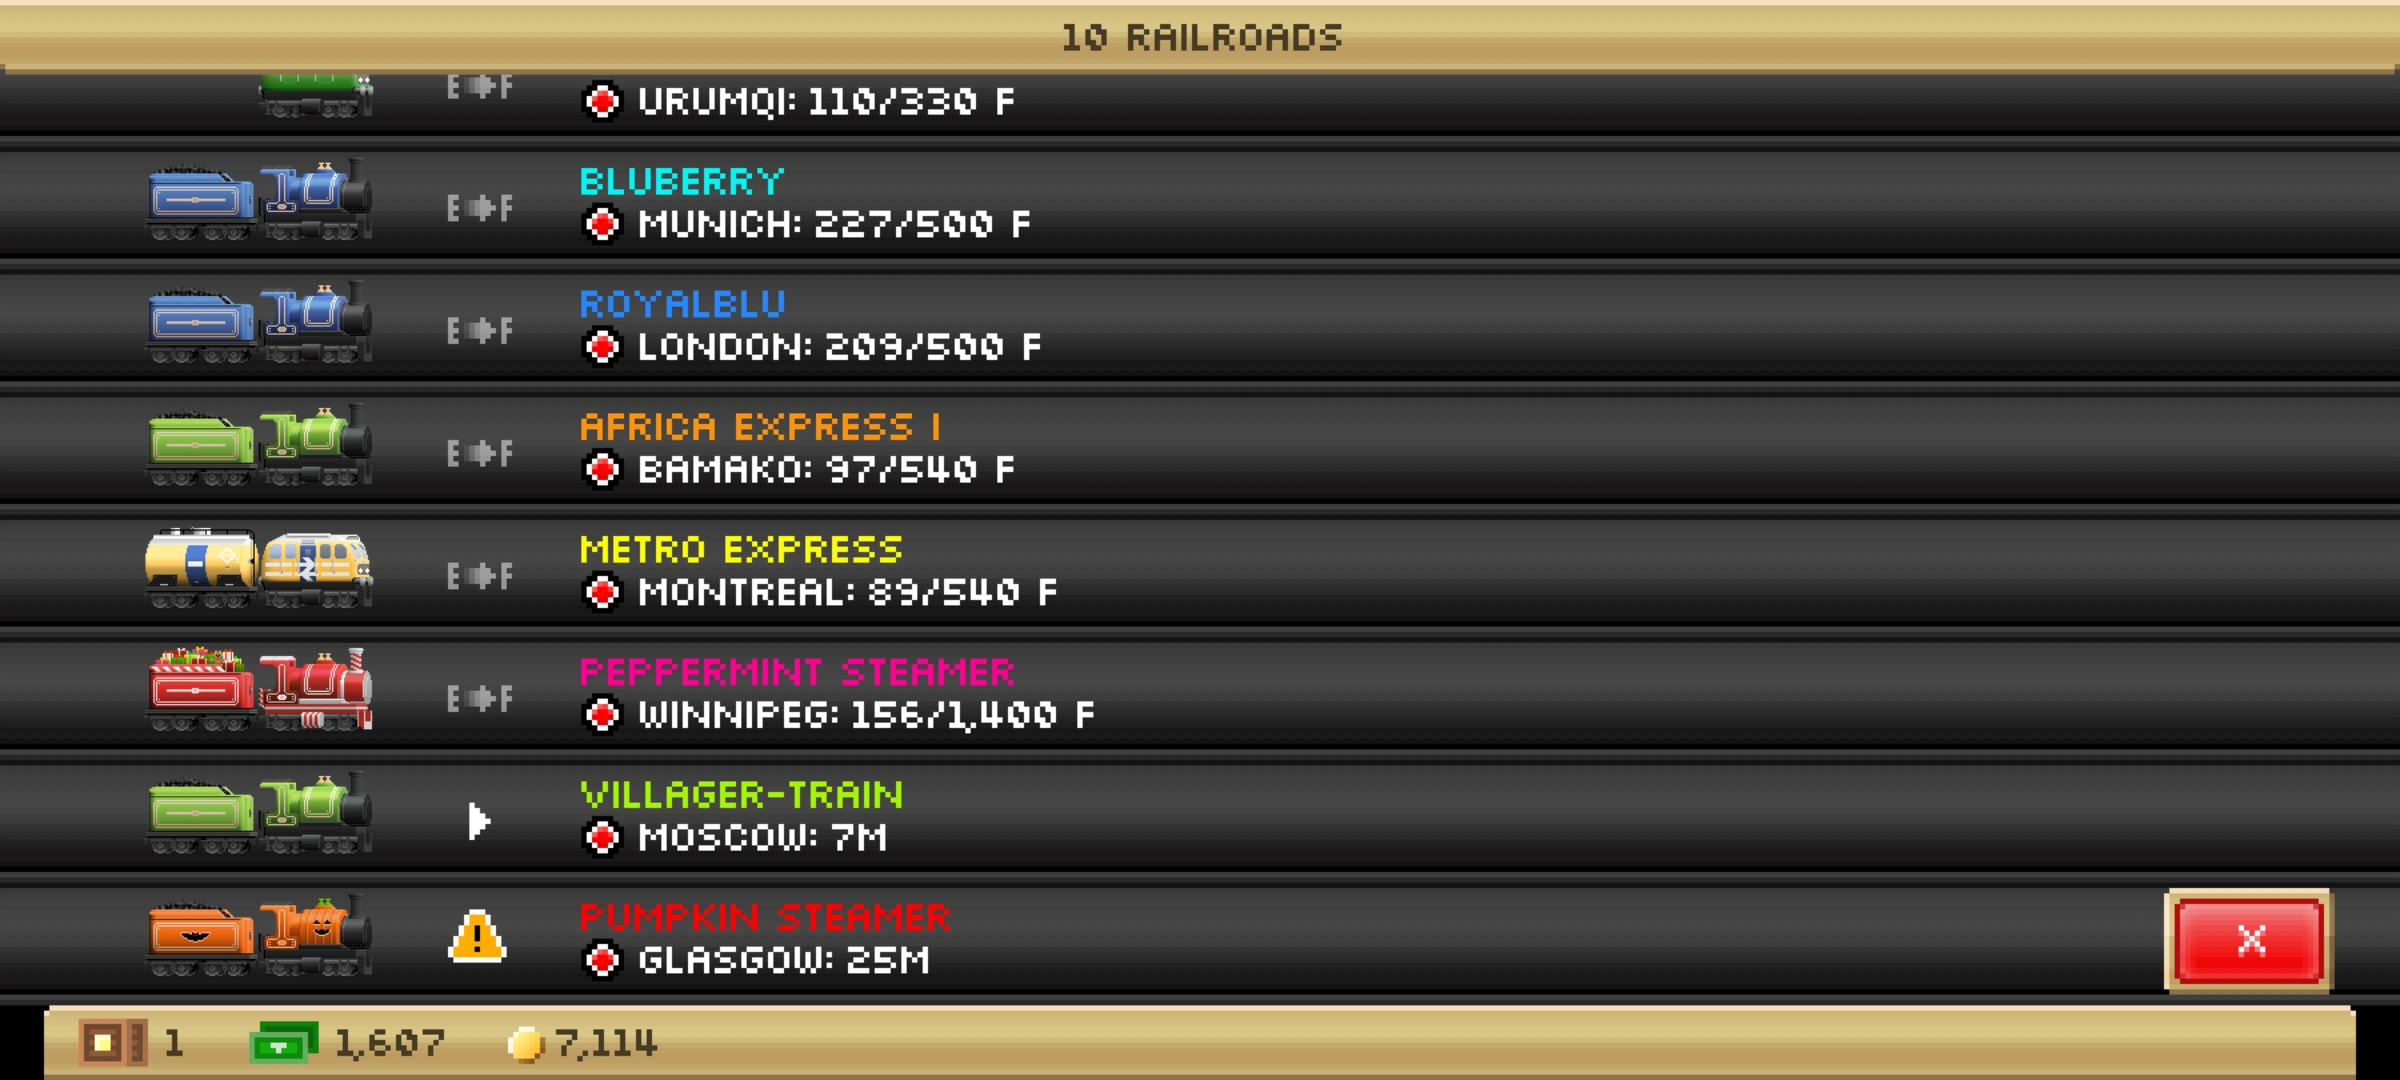 10 RAILROADS
E F
URUMQI: 110/330 F
BLUBERRY
E F
MUNICH: 227/500 F
ROYALBLU
E F
LONDON: 209/500 F
AFRICA EXPRESS I
E F
BAMAKO: 97/540 F
METRO EXPRESS
E F
MONTREAL: 89/540 F
PEPPERMINT STEAMER
E F
WINNIPEG: 156/1,400 F
VILLAGER-TRAIN
MOSCOW: 7M
PUMPKIN STEAMER
GLASGOW: 25M
X
1 1,607 7,114